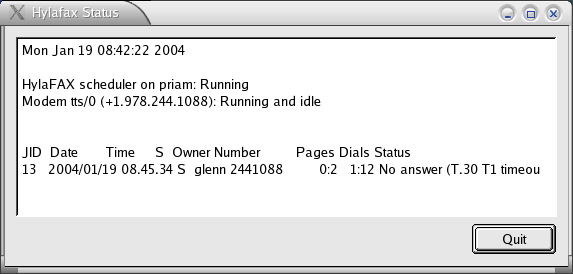 Hylafax Status
Mon Jan 19 08:42:22 2004
HylaFAX scheduler on priam: Running
Modem tts/0 (+1.978.244.1088): Running and idle
JID Date Time S Owner Number Pages Dials Status
13 2004/01/19 08.45.34 S glenn 2441088 0:2 1:12 No answer (T.30 T1 timeou
Quit